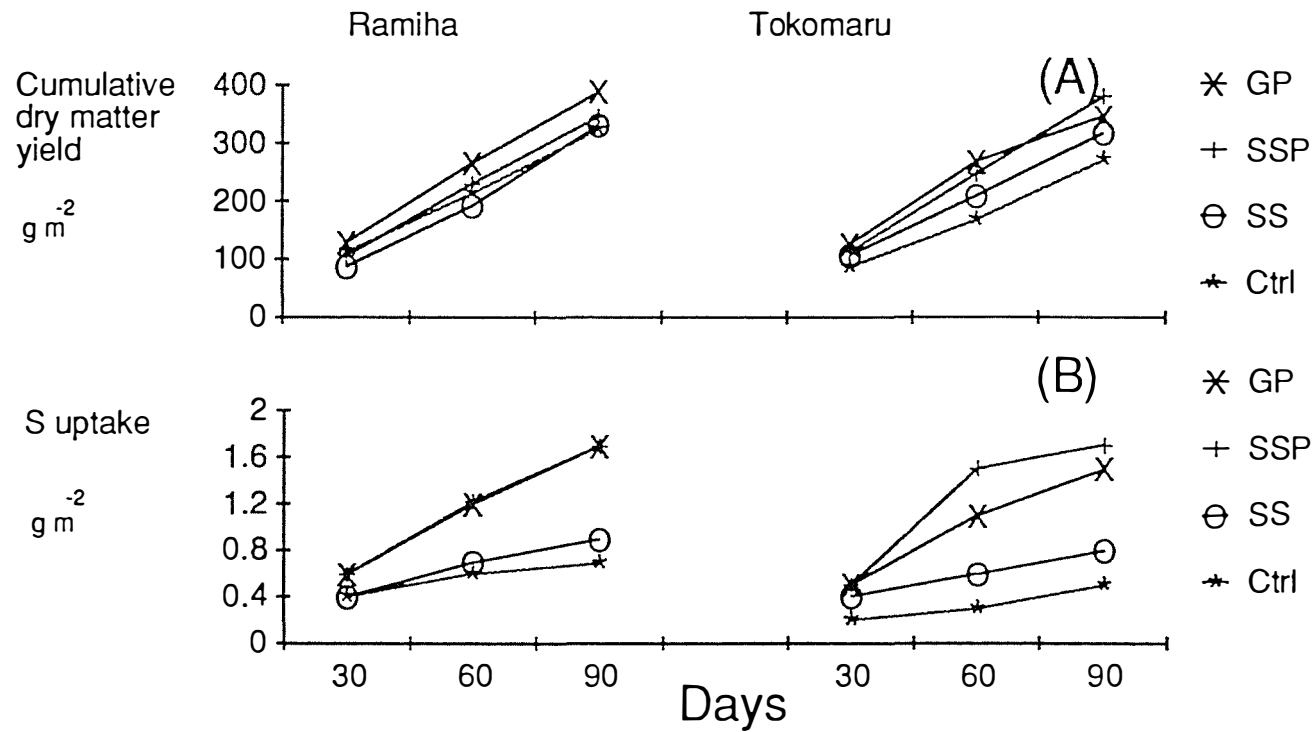 Ramiha
Tokomaru
Cumulative
dry matter
yield
g m⁻²
400
300
200
100
0
(A)
GP
SSP
SS
Ctrl
(B)
S uptake
g m⁻²
2
1.6
1.2
0.8
0.4
0
GP
SSP
SS
Ctrl
30 60 90 30 60 90
Days